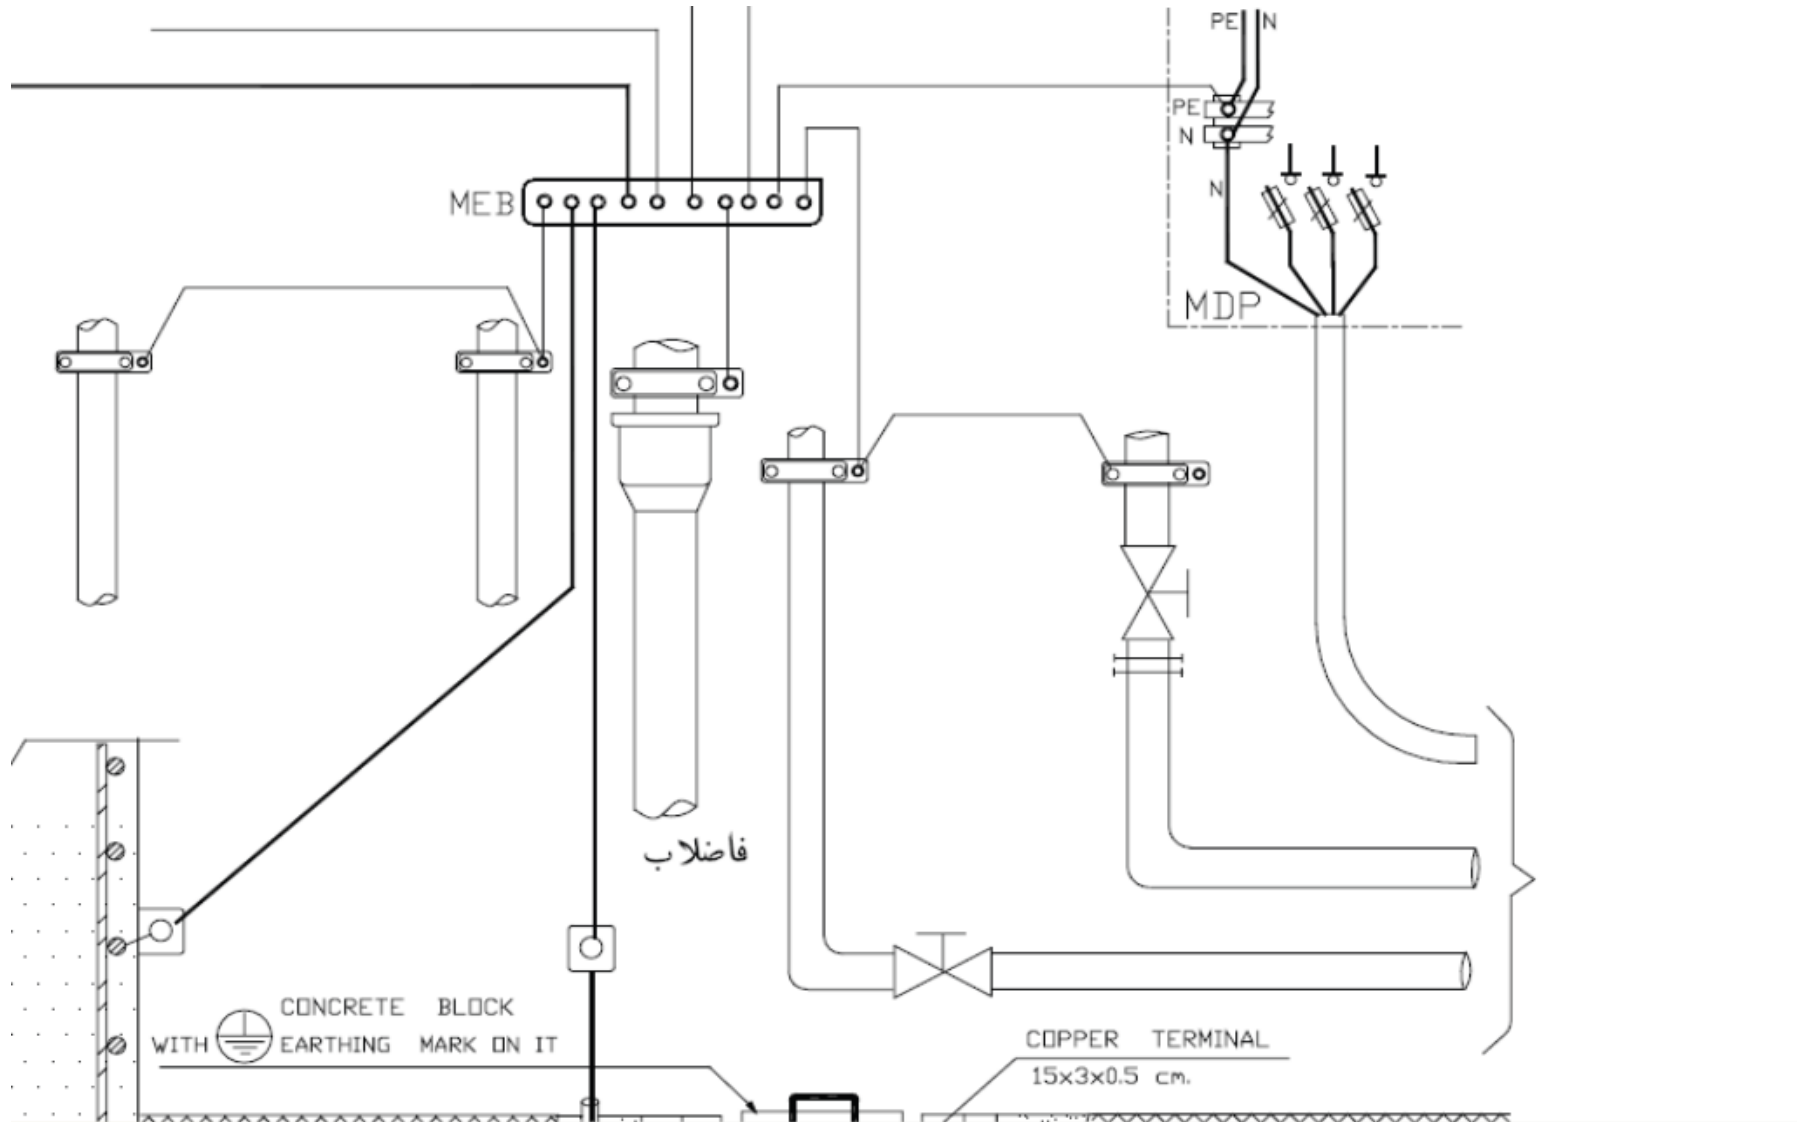 PE N
PE
N
N
MEB
MDP
فاضلاب
CONCRETE BLOCK
WITH EARTHING MARK ON IT
COPPER TERMINAL
15x3x0.5 cm.